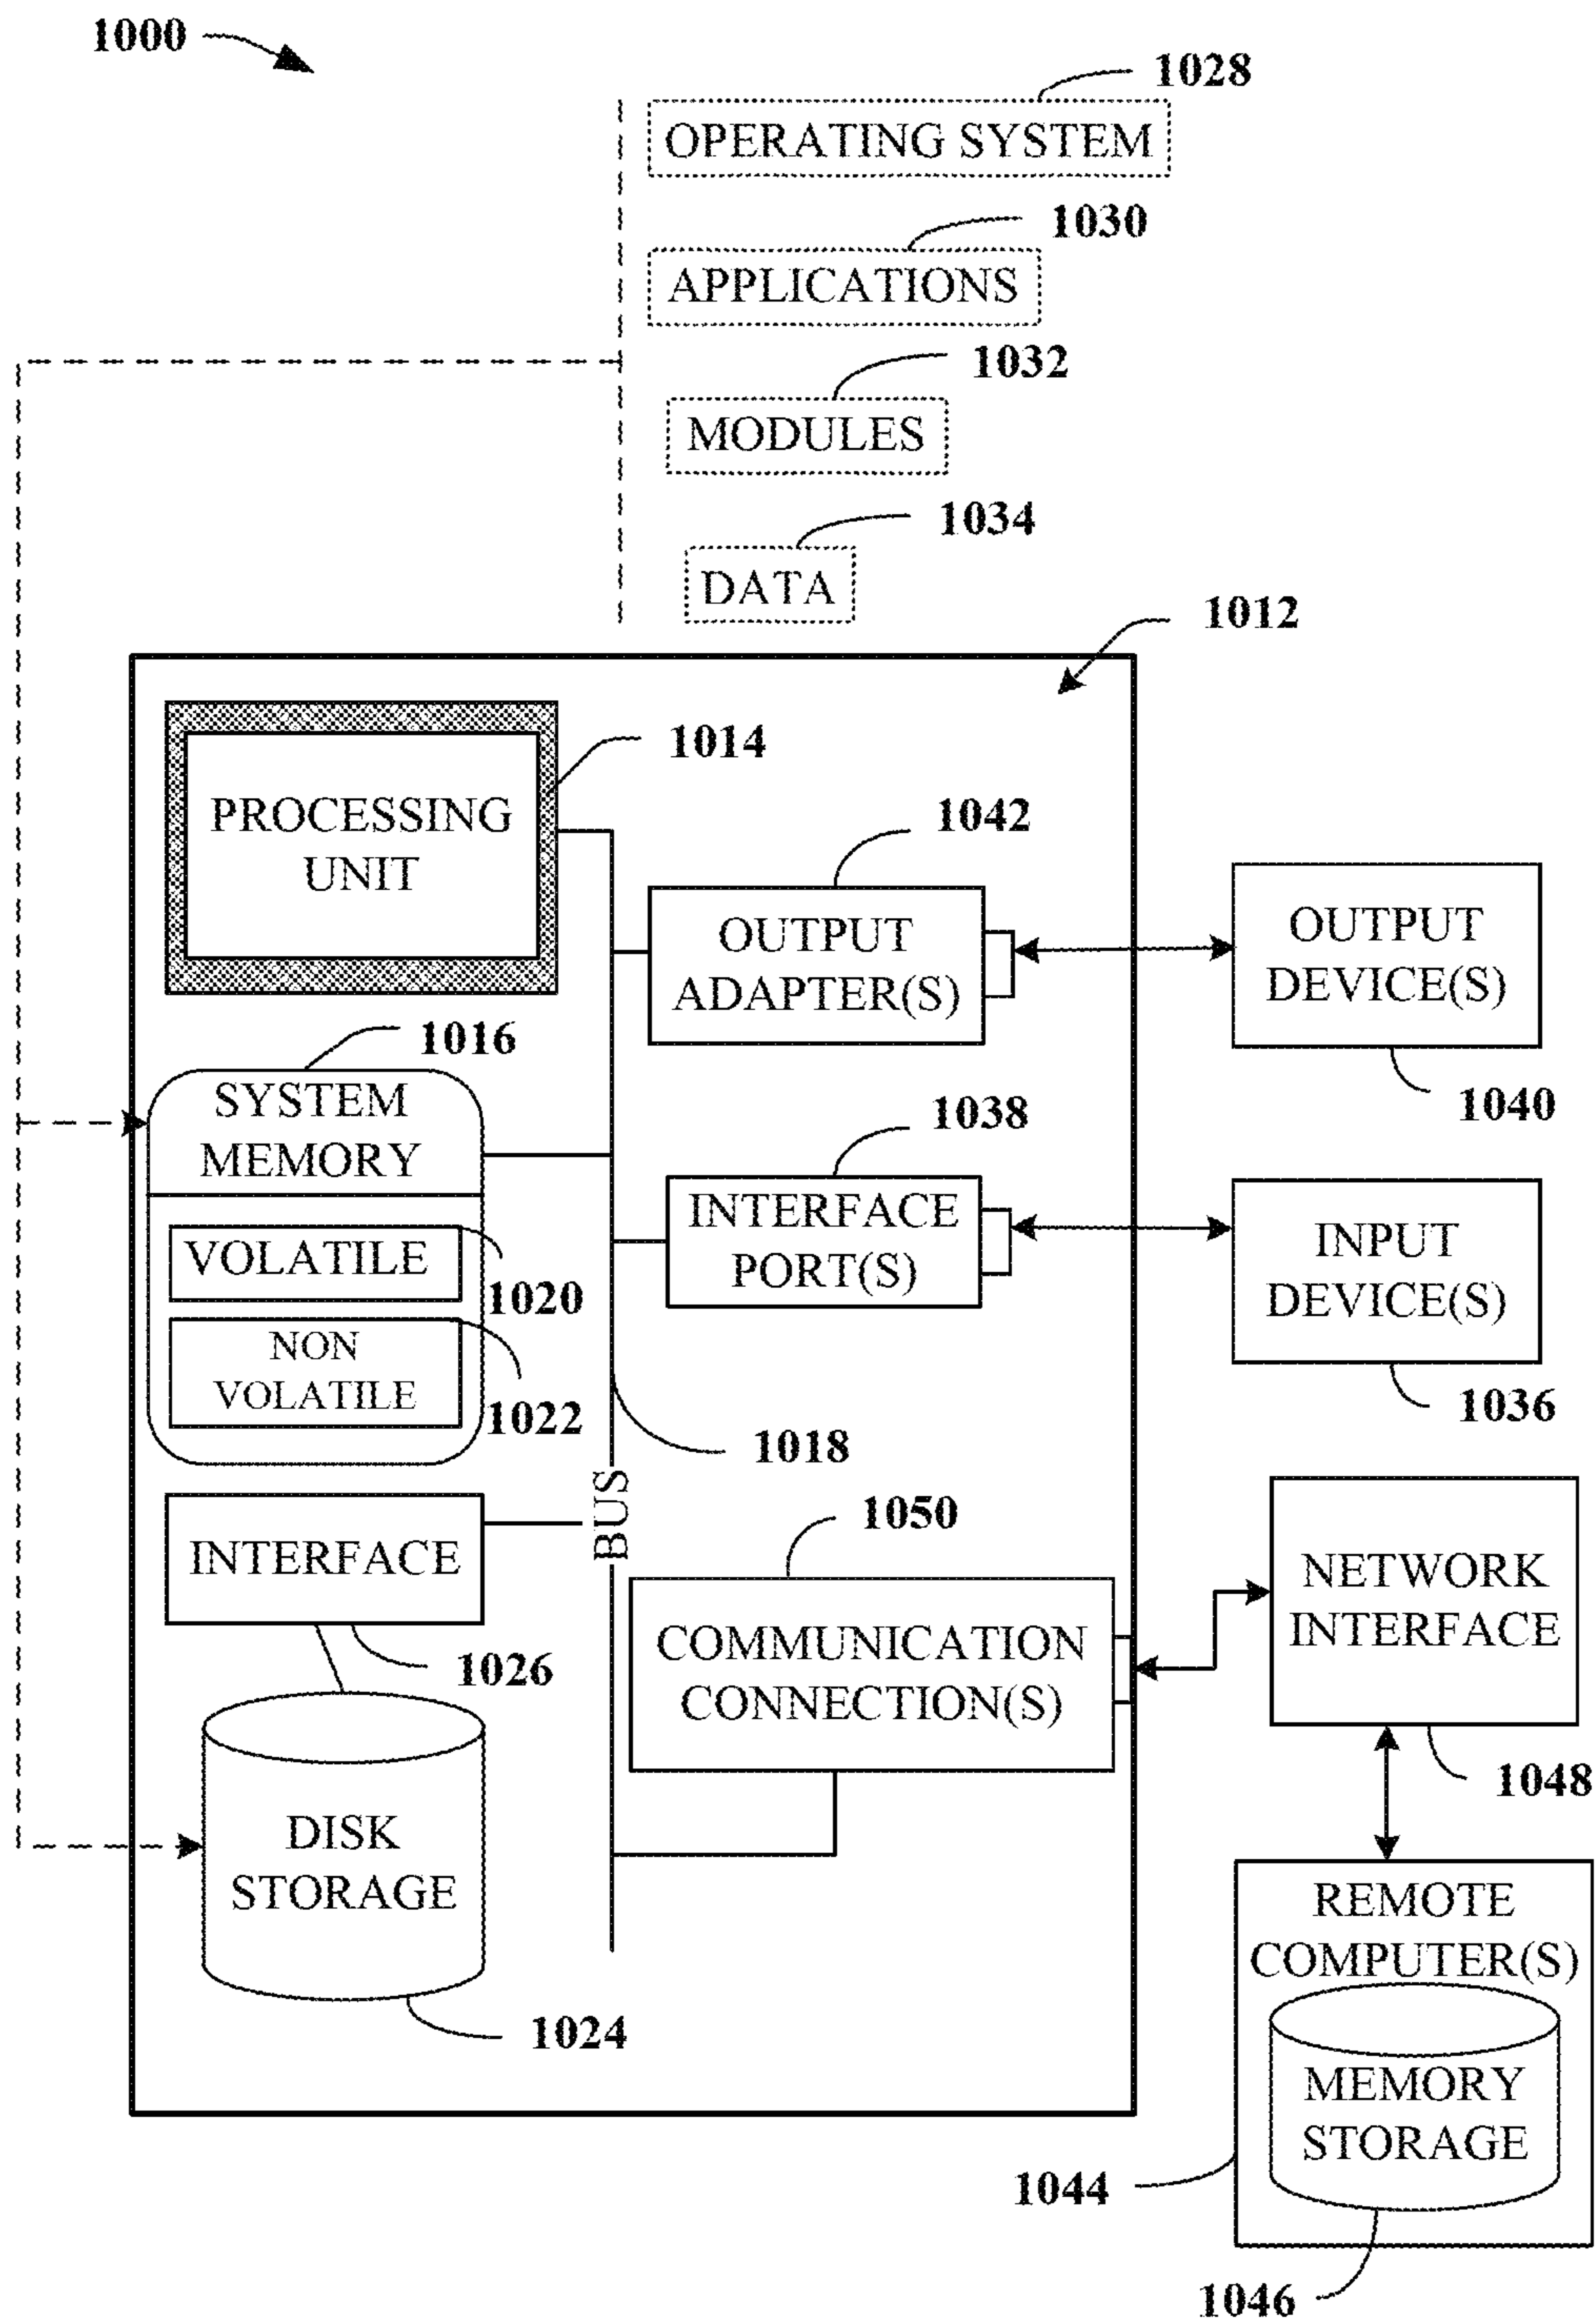 1000
1028
OPERATING SYSTEM
1030
APPLICATIONS
1032
MODULES
1034
DATA
1012
1014
PROCESSING
UNIT
1042
OUTPUT
ADAPTER(S)
OUTPUT
DEVICE(S)
1040
1016
SYSTEM
MEMORY
1038
INTERFACE
PORT(S)
INPUT
DEVICE(S)
1036
VOLATILE
1020
NON
VOLATILE
1022
1018
BUS
INTERFACE
1026
1050
COMMUNICATION
CONNECTION(S)
NETWORK
INTERFACE
1048
DISK
STORAGE
1024
REMOTE
COMPUTER(S)
MEMORY
STORAGE
1044
1046